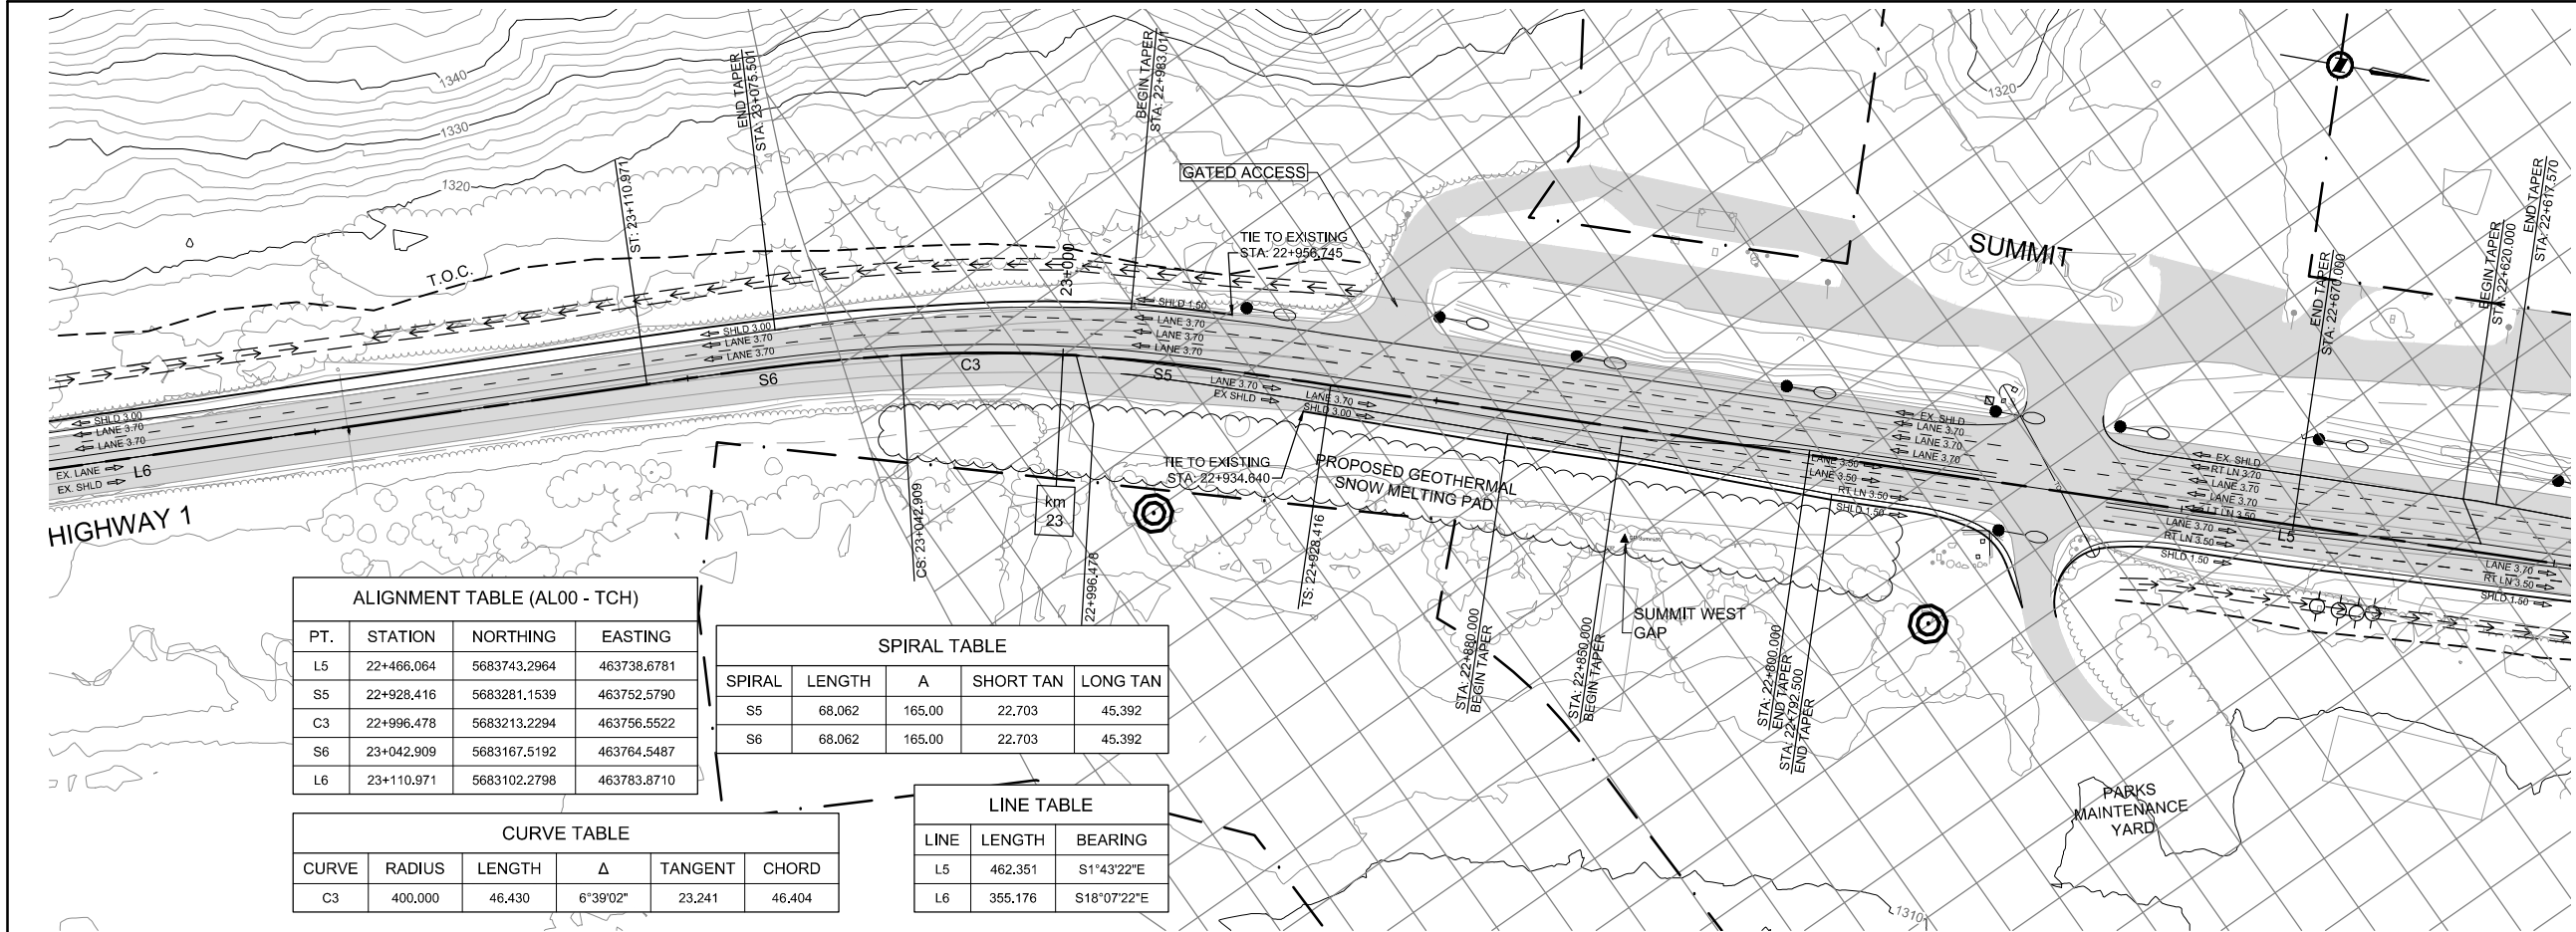 1340
1330
1320
END TAPER
STA: 23+075.501
BEGIN TAPER
STA: 22+983.011
ST: 23+110.971
GATED ACCESS
TIE TO EXISTING
STA: 22+956.745
23+000
T.O.C.
SUMMIT
1320
END TAPER
STA: 22+670.000
BEGIN TAPER
STA: 22+620.000
END TAPER
STA: 22+617.570
SHLD 3.00
LANE 3.70
LANE 3.70
SHLD 1.50
LANE 3.70
LANE 3.70
LANE 3.70
S6
C3
S5
LANE 3.70
EX SHLD
LANE 3.70
SHLD 3.00
SHLD 3.00
LANE 3.70
LANE 3.70
EX. LANE
EX. SHLD
L6
HIGHWAY 1
EX. SHLD
LANE 3.70
LANE 3.70
LANE 3.70
LANE 3.50
LANE 3.50
RT LN 3.50
SHLD 1.50
EX. SHLD
RT LN 3.70
LANE 3.70
LANE 3.70
LT LN 3.50
LANE 3.70
RT LN 3.50
SHLD 1.50
L5
LANE 3.70
RT LN 3.50
SHLD 1.50
TIE TO EXISTING
STA: 22+934.640
PROPOSED GEOTHERMAL
SNOW MELTING PAD
km
23
CS: 23+042.909
22+996.478
TS: 22+928.416
STA: 22+880.000
BEGIN TAPER
STA: 22+850.000
BEGIN TAPER
SUMMIT WEST
GAP
STA: 22+800.000
END TAPER
STA: 22+792.500
END TAPER
PARKS
MAINTENANCE
YARD
1310
ALIGNMENT TABLE (AL00 - TCH)
PT. STATION NORTHING EASTING
L5 22+466.064 5683743.2964 463738.6781
S5 22+928.416 5683281.1539 463752.5790
C3 22+996.478 5683213.2294 463756.5522
S6 23+042.909 5683167.5192 463764.5487
L6 23+110.971 5683102.2798 463783.8710
SPIRAL TABLE
SPIRAL LENGTH A SHORT TAN LONG TAN
S5 68.062 165.00 22.703 45.392
S6 68.062 165.00 22.703 45.392
CURVE TABLE
CURVE RADIUS LENGTH Δ TANGENT CHORD
C3 400.000 46.430 6°39'02" 23.241 46.404
LINE TABLE
LINE LENGTH BEARING
L5 462.351 S1°43'22"E
L6 355.176 S18°07'22"E